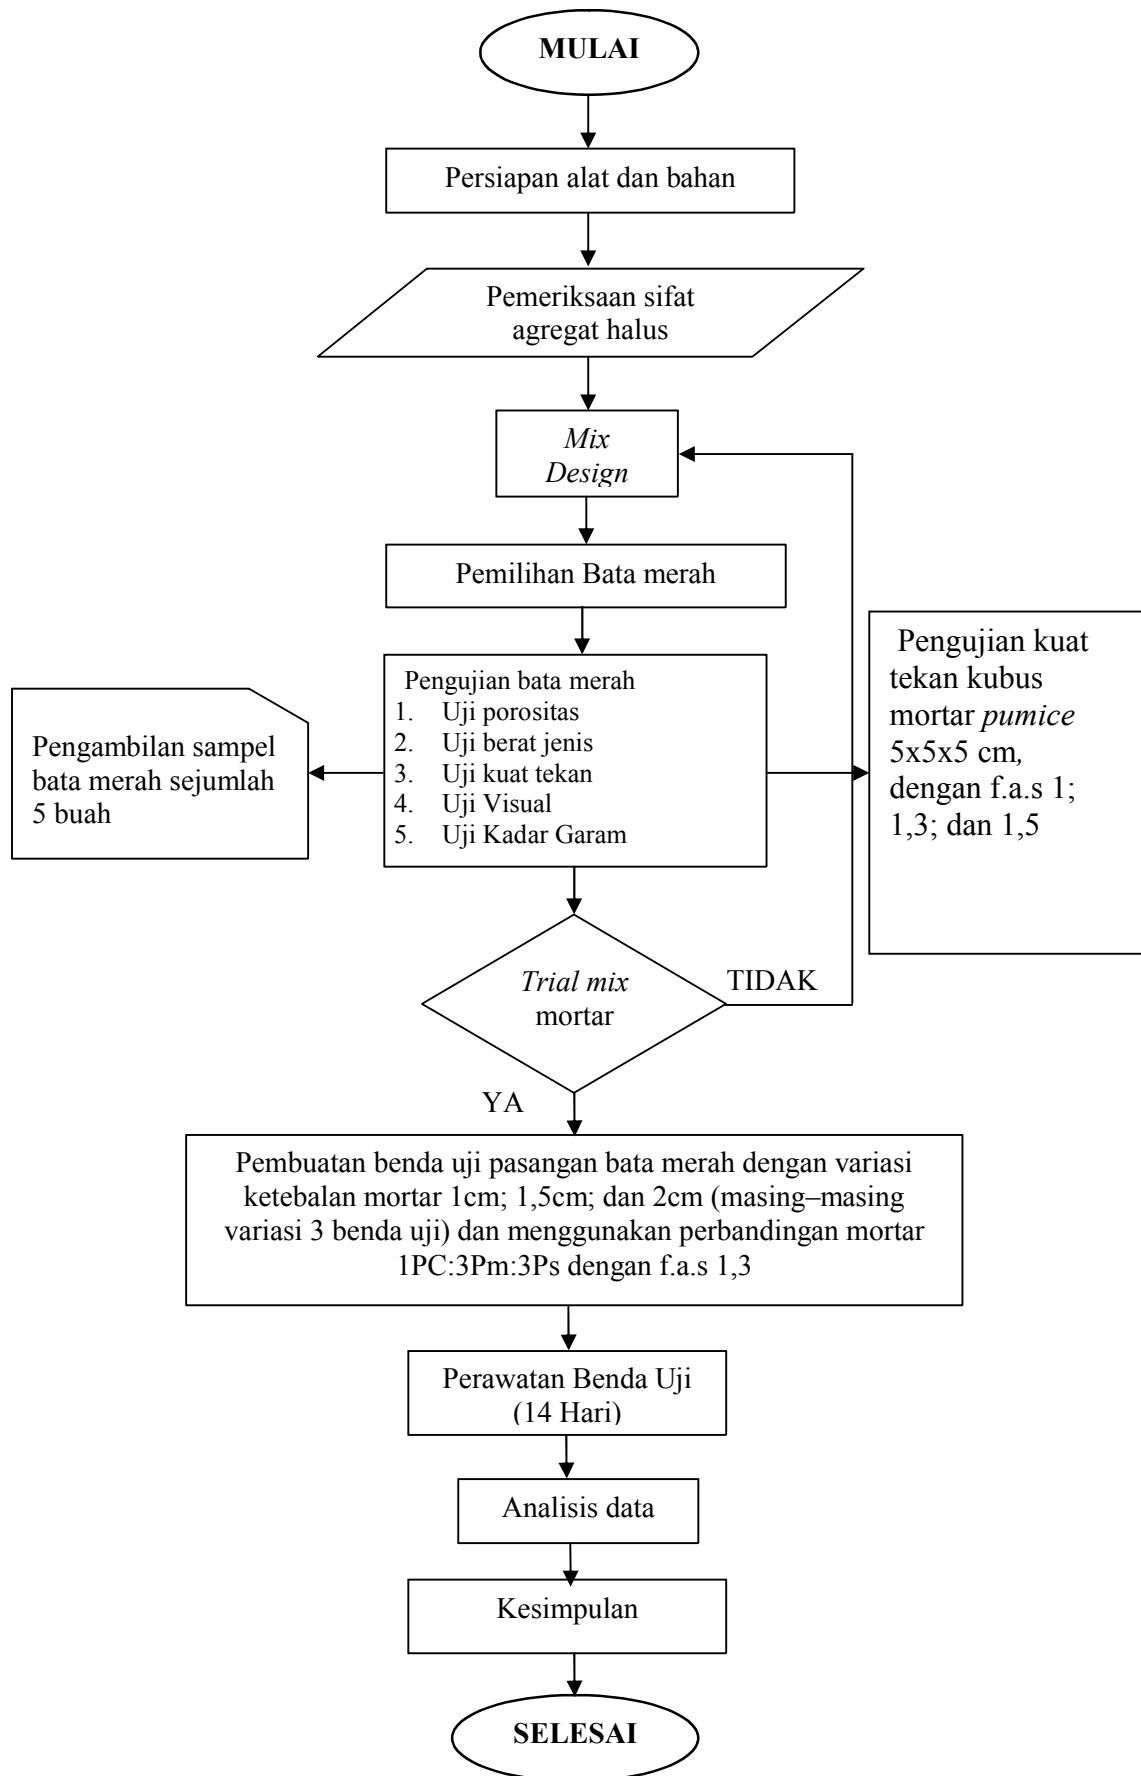 MULAI
Persiapan alat dan bahan
Pemeriksaan sifat
agregat halus
Mix
Design
Pemilihan Bata merah
Pengujian bata merah
1. Uji porositas
2. Uji berat jenis
3. Uji kuat tekan
4. Uji Visual
5. Uji Kadar Garam
Pengambilan sampel
bata merah sejumlah
5 buah
Pengujian kuat
tekan kubus
mortar pumice
5x5x5 cm,
dengan f.a.s 1;
1,3; dan 1,5
Trial mix
mortar
TIDAK
YA
Pembuatan benda uji pasangan bata merah dengan variasi
ketebalan mortar 1cm; 1,5cm; dan 2cm (masing–masing
variasi 3 benda uji) dan menggunakan perbandingan mortar
1PC:3Pm:3Ps dengan f.a.s 1,3
Perawatan Benda Uji
(14 Hari)
Analisis data
Kesimpulan
SELESAI